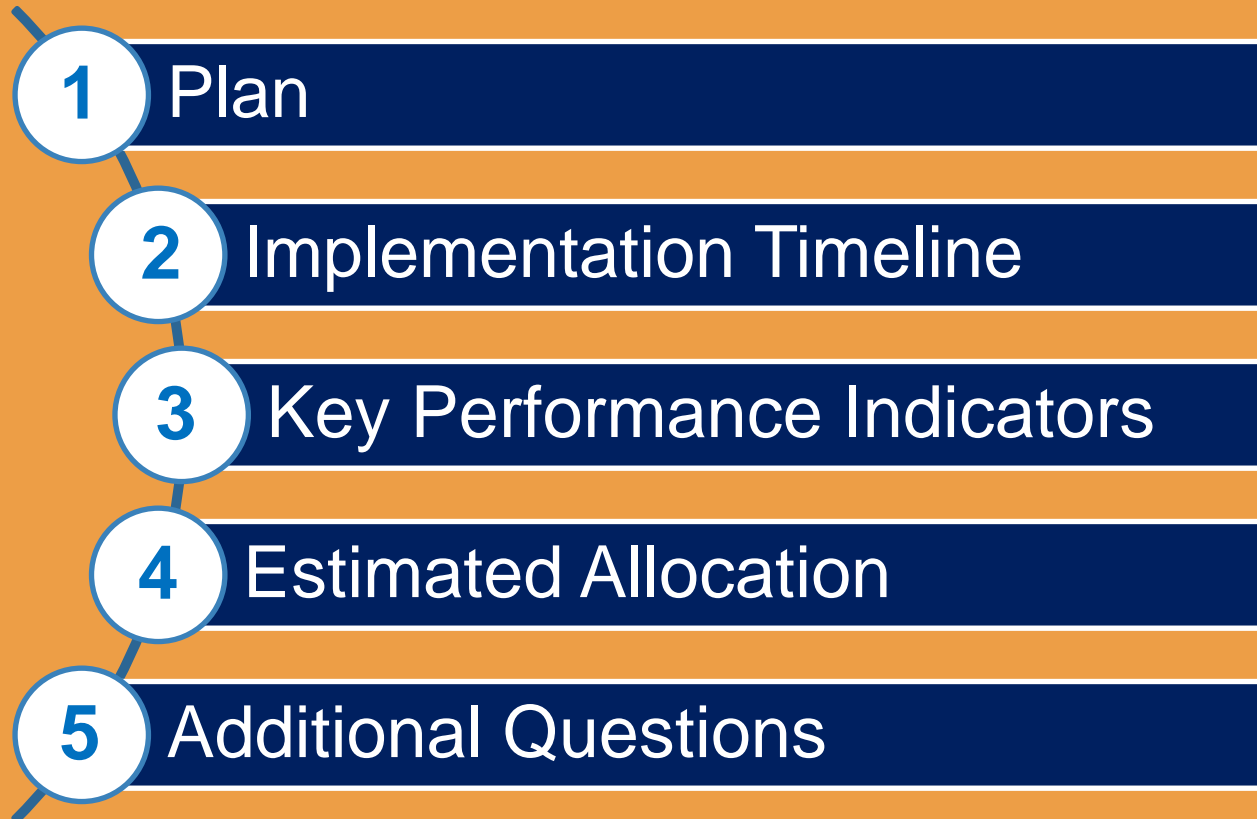 1 Plan
2 Implementation Timeline
3 Key Performance Indicators
4 Estimated Allocation
5 Additional Questions